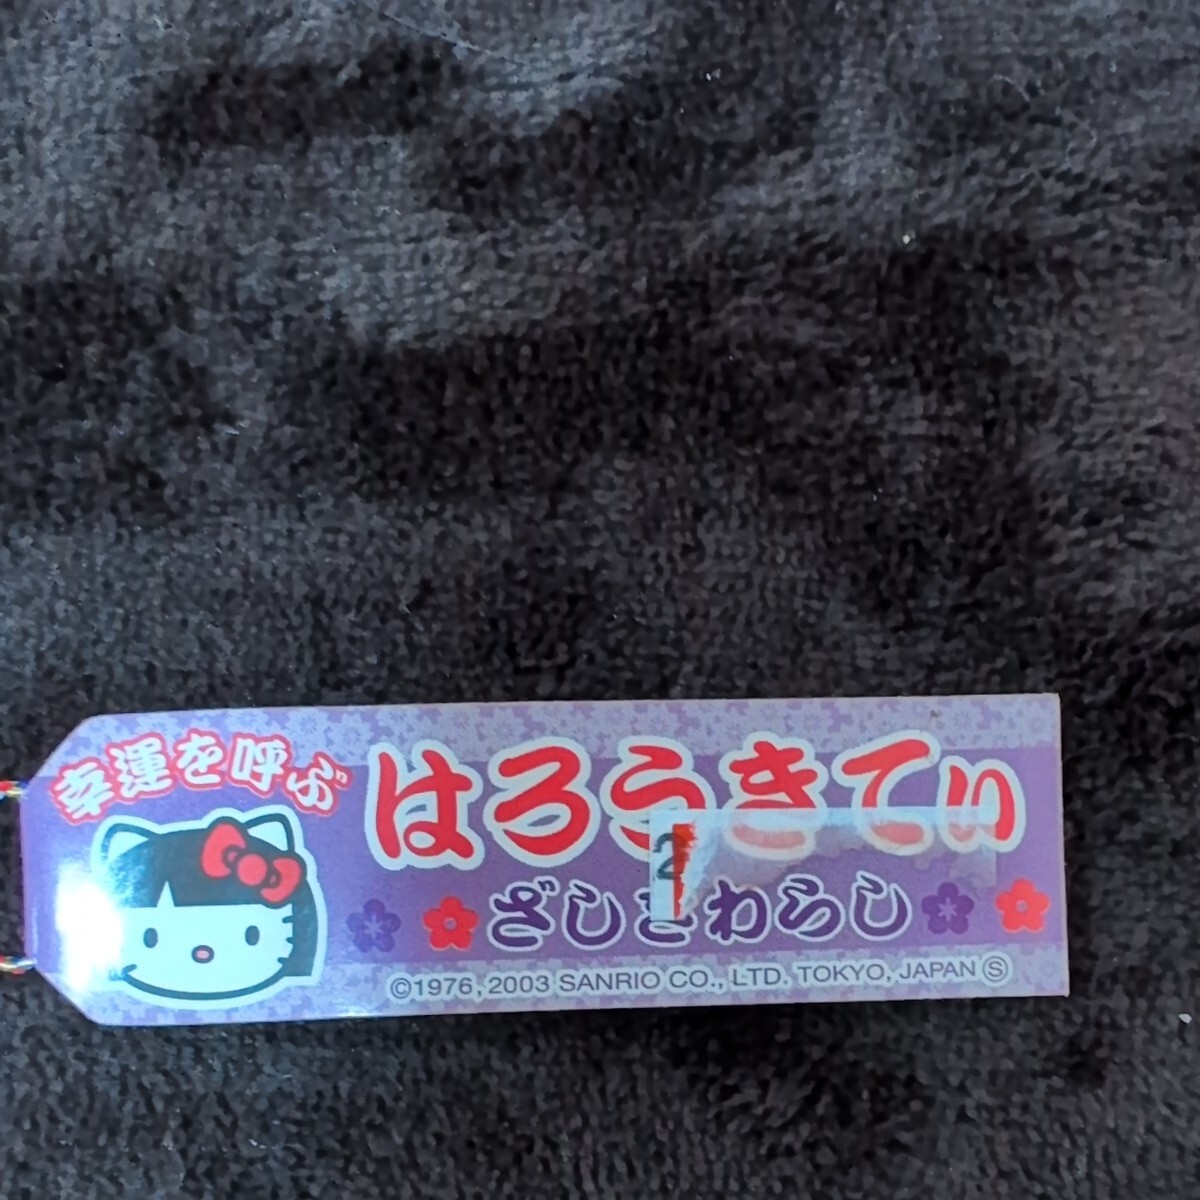 幸運を呼ぶ
はろうきてぃ
ざしきわらし
2
©1976, 2003 SANRIO CO., LTD. TOKYO, JAPAN Ⓢ